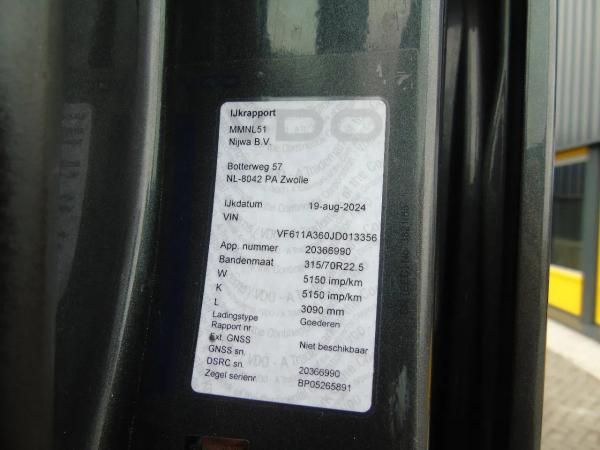 IJkrapport
MMNL51
Nijwa B.V.
Botterweg 57
NL-8042 PA Zwolle
IJkdatum 19-aug-2024
VIN
VF611A360JD013356
App. nummer 20366990
Bandenmaat 315/70R22.5
W 5150 imp/km
K 5150 imp/km
L 3090 mm
Ladingstype Goederen
Rapport nr
Ext. GNSS Niet beschikbaar
GNSS sn.
DSRC sn. 20366990
Zegel serienr BP05265891